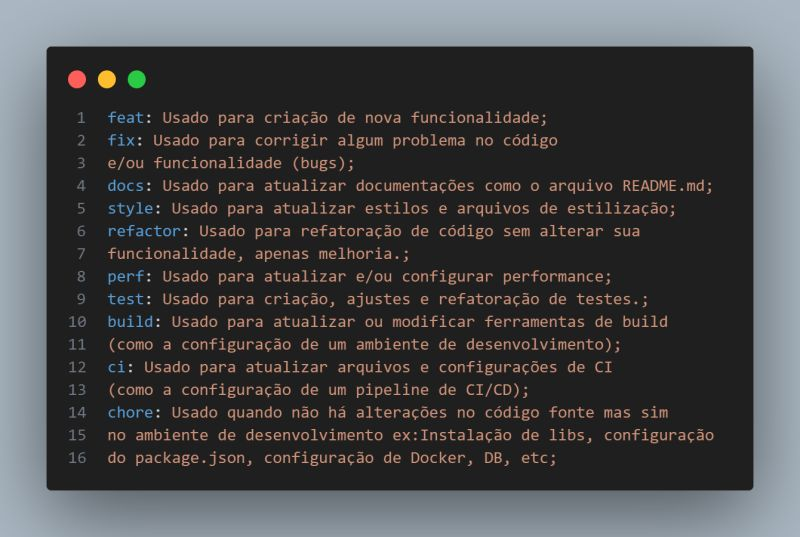 1 feat: Usado para criação de nova funcionalidade;
2 fix: Usado para corrigir algum problema no código
3 e/ou funcionalidade (bugs);
4 docs: Usado para atualizar documentações como o arquivo README.md;
5 style: Usado para atualizar estilos e arquivos de estilização;
6 refactor: Usado para refatoração de código sem alterar sua
7 funcionalidade, apenas melhoria.;
8 perf: Usado para atualizar e/ou configurar performance;
9 test: Usado para criação, ajustes e refatoração de testes.;
10 build: Usado para atualizar ou modificar ferramentas de build
11 (como a configuração de um ambiente de desenvolvimento);
12 ci: Usado para atualizar arquivos e configurações de CI
13 (como a configuração de um pipeline de CI/CD);
14 chore: Usado quando não há alterações no código fonte mas sim
15 no ambiente de desenvolvimento ex:Instalação de libs, configuração
16 do package.json, configuração de Docker, DB, etc;